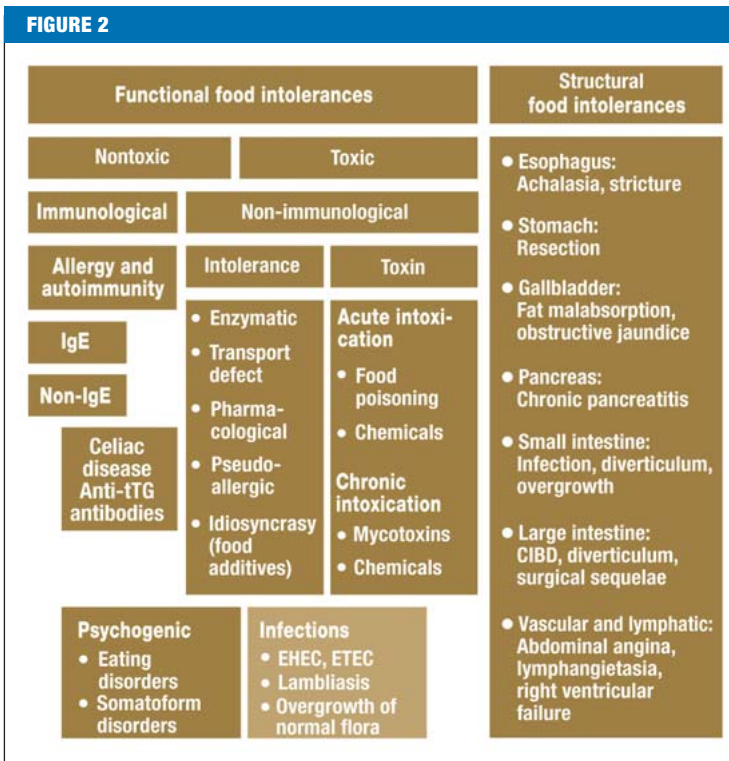 FIGURE 2
Functional food intolerances
Structural
food intolerances
Nontoxic
Toxic
Immunological
Non-immunological
Allergy and
autoimmunity
IgE
Non-IgE
Celiac
disease
Anti-tTG
antibodies
Intolerance
• Enzymatic
• Transport
defect
• Pharma-
cological
• Pseudo-
allergic
• Idiosyncrasy
(food
additives)
Toxin
Acute intoxi-
cation
• Food
poisoning
• Chemicals
Chronic
intoxication
• Mycotoxins
• Chemicals
Psychogenic
• Eating
disorders
• Somatoform
disorders
Infections
• EHEC, ETEC
• Lambliasis
• Overgrowth of
normal flora
• Esophagus:
Achalasia, stricture
• Stomach:
Resection
• Gallbladder:
Fat malabsorption,
obstructive jaundice
• Pancreas:
Chronic pancreatitis
• Small intestine:
Infection, diverticulum,
overgrowth
• Large intestine:
CIBD, diverticulum,
surgical sequelae
• Vascular and lymphatic:
Abdominal angina,
lymphangietasia,
right ventricular
failure